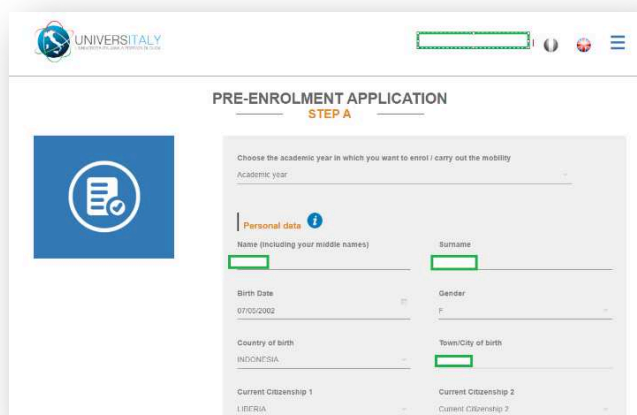 UNIVERSITALY
PRE-ENROLMENT APPLICATION
STEP A
Choose the academic year in which you want to enrol / carry out the mobility
Academic year
Personal data i
Name (including your middle names) Surname
Birth Date Gender
07/05/2002 F
Country of birth Town/City of birth
INDONESIA
Current Citizenship 1 Current Citizenship 2
LIBERIA Current Citizenship 2